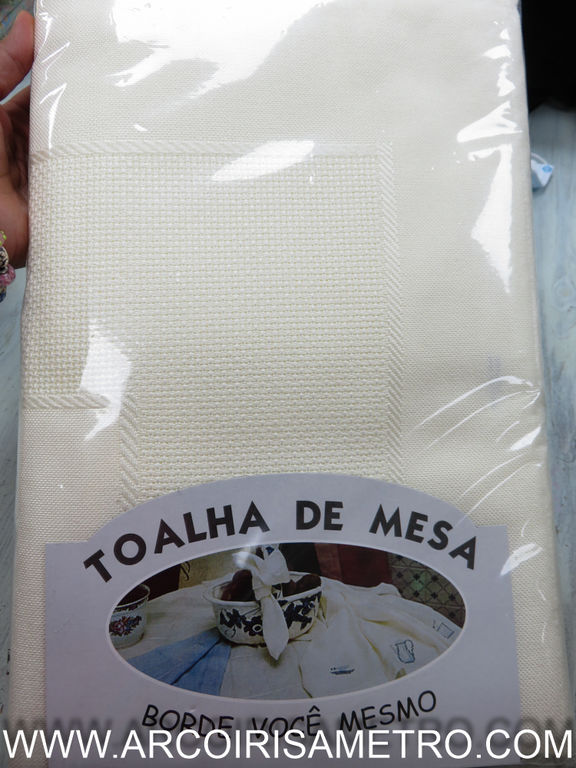 TOALHA DE MESA
BORDE VOCÊ MESMO
WWW.ARCOIRISAMETRO.COM